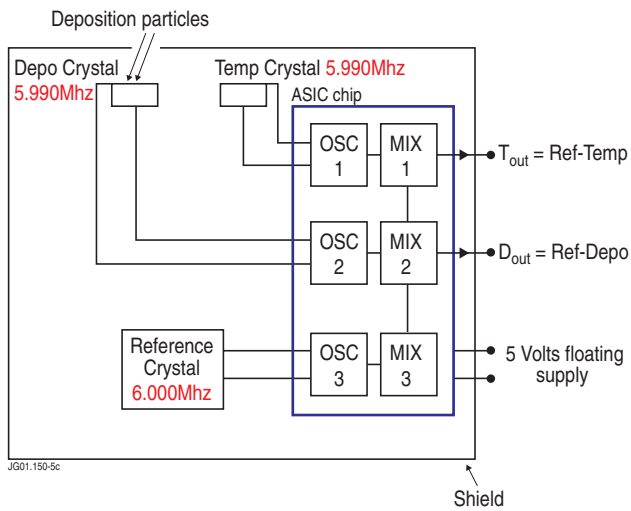 Deposition particles
Depo Crystal
5.990Mhz
Temp Crystal 5.990Mhz
ASIC chip
OSC
1
MIX
1
T_out = Ref-Temp
OSC
2
MIX
2
D_out = Ref-Depo
Reference
Crystal
6.000Mhz
OSC
3
MIX
3
5 Volts floating
supply
JG01.150-5c
Shield